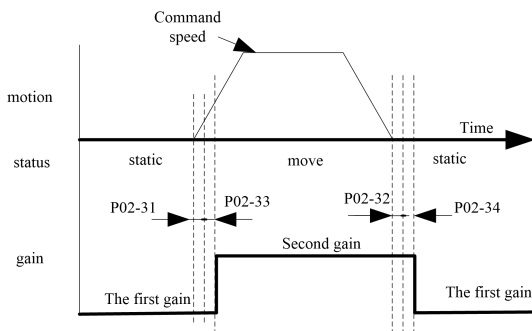 Command
speed
motion
Time
status
static
move
static
P02-31
P02-33
P02-32
P02-34
gain
Second gain
The first gain
The first gain